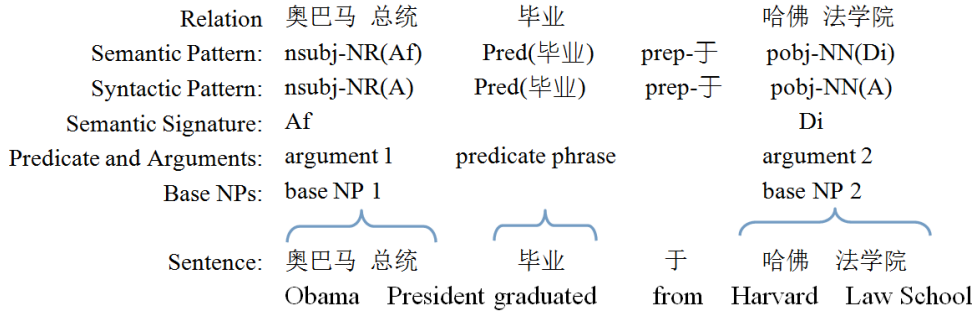 Relation 奥巴马 总统 毕业 哈佛 法学院
Semantic Pattern: nsubj-NR(Af) Pred(毕业) prep-于 pobj-NN(Di)
Syntactic Pattern: nsubj-NR(A) Pred(毕业) prep-于 pobj-NN(A)
Semantic Signature: Af Di
Predicate and Arguments: argument 1 predicate phrase argument 2
Base NPs: base NP 1 base NP 2
Sentence: 奥巴马 总统 毕业 于 哈佛 法学院
Obama President graduated from Harvard Law School